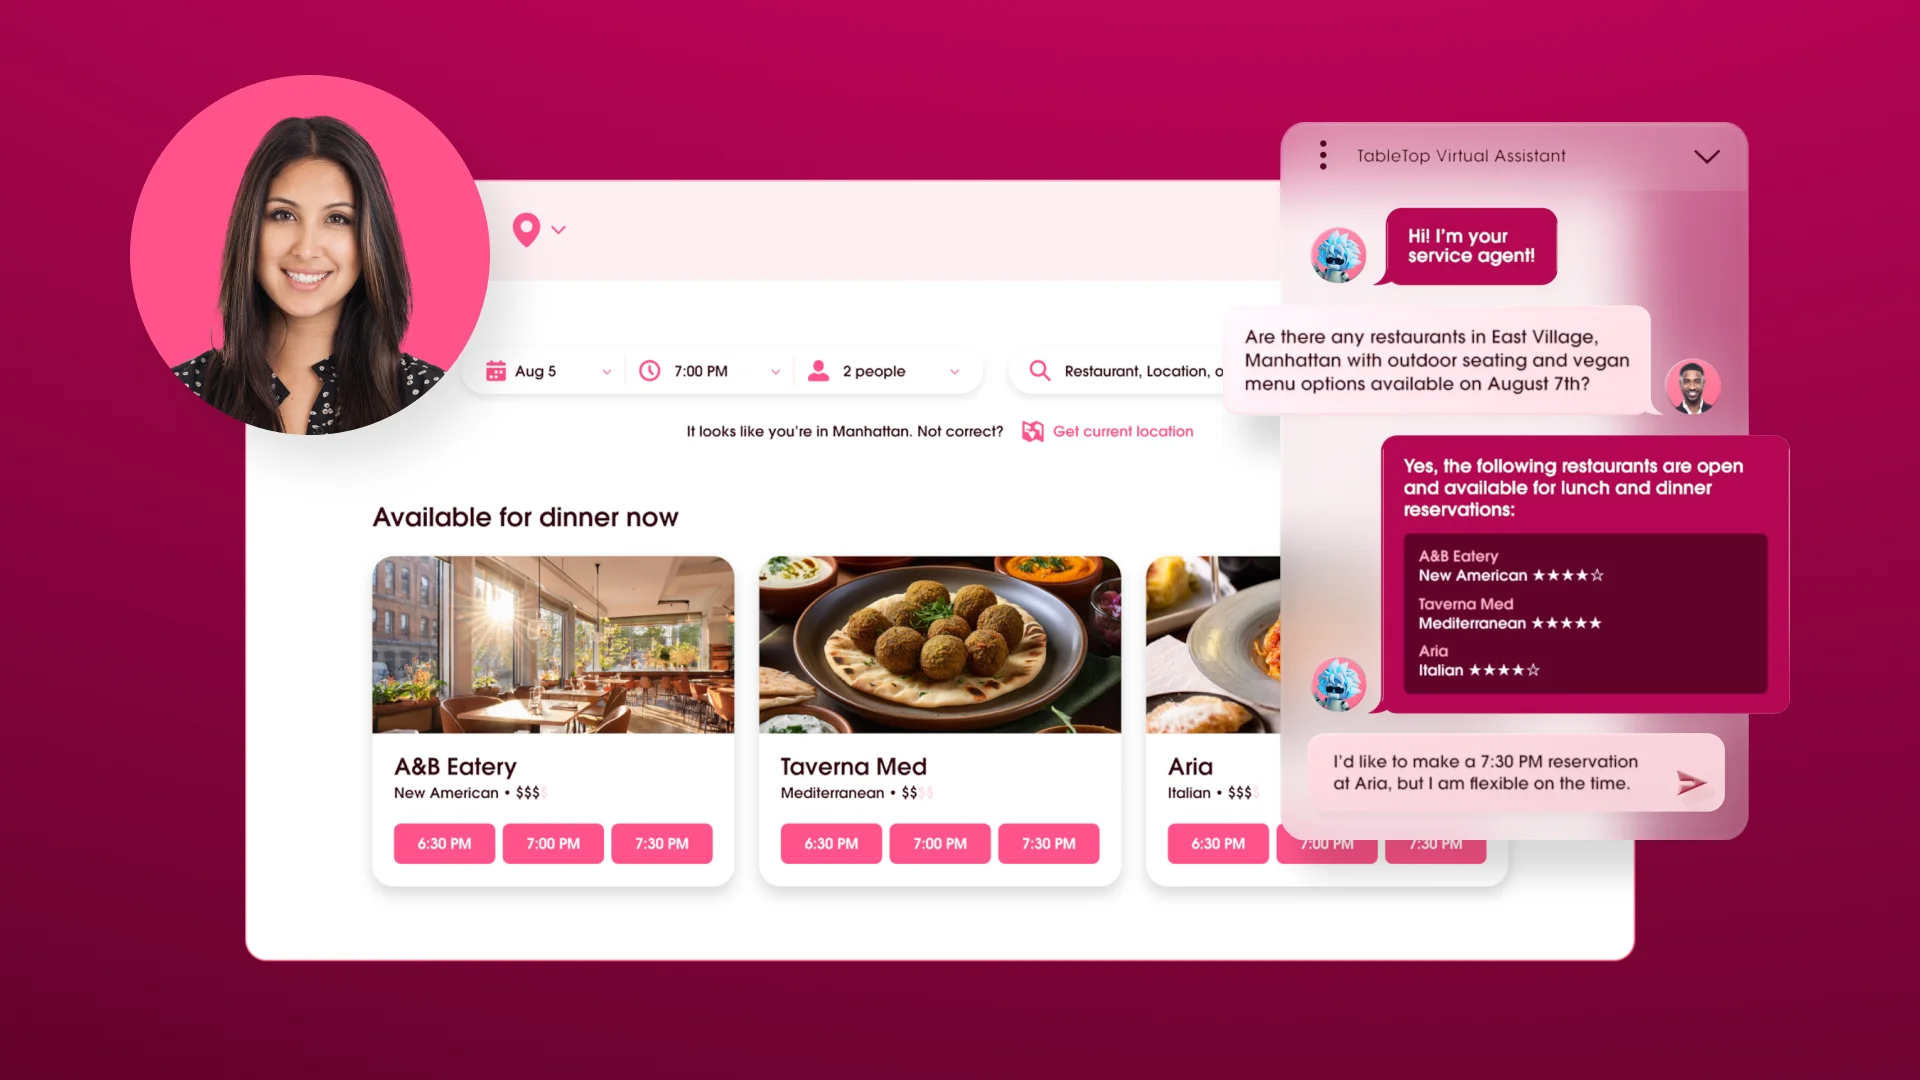 Aug 5
7:00 PM
2 people
Restaurant, Location, o
It looks like you're in Manhattan. Not correct?
Get current location
Available for dinner now
A&B Eatery
New American • $$$$
6:30 PM
7:00 PM
7:30 PM
Taverna Med
Mediterranean • $$$$
6:30 PM
7:00 PM
7:30 PM
Aria
Italian • $$$$
6:30 PM
7:00 PM
7:30 PM
TableTop Virtual Assistant
Hi! I'm your
service agent!
Are there any restaurants in East Village,
Manhattan with outdoor seating and vegan
menu options available on August 7th?
Yes, the following restaurants are open
and available for lunch and dinner
reservations:
A&B Eatery
New American ★★★★☆
Taverna Med
Mediterranean ★★★★★
Aria
Italian ★★★★☆
I'd like to make a 7:30 PM reservation
at Aria, but I am flexible on the time.